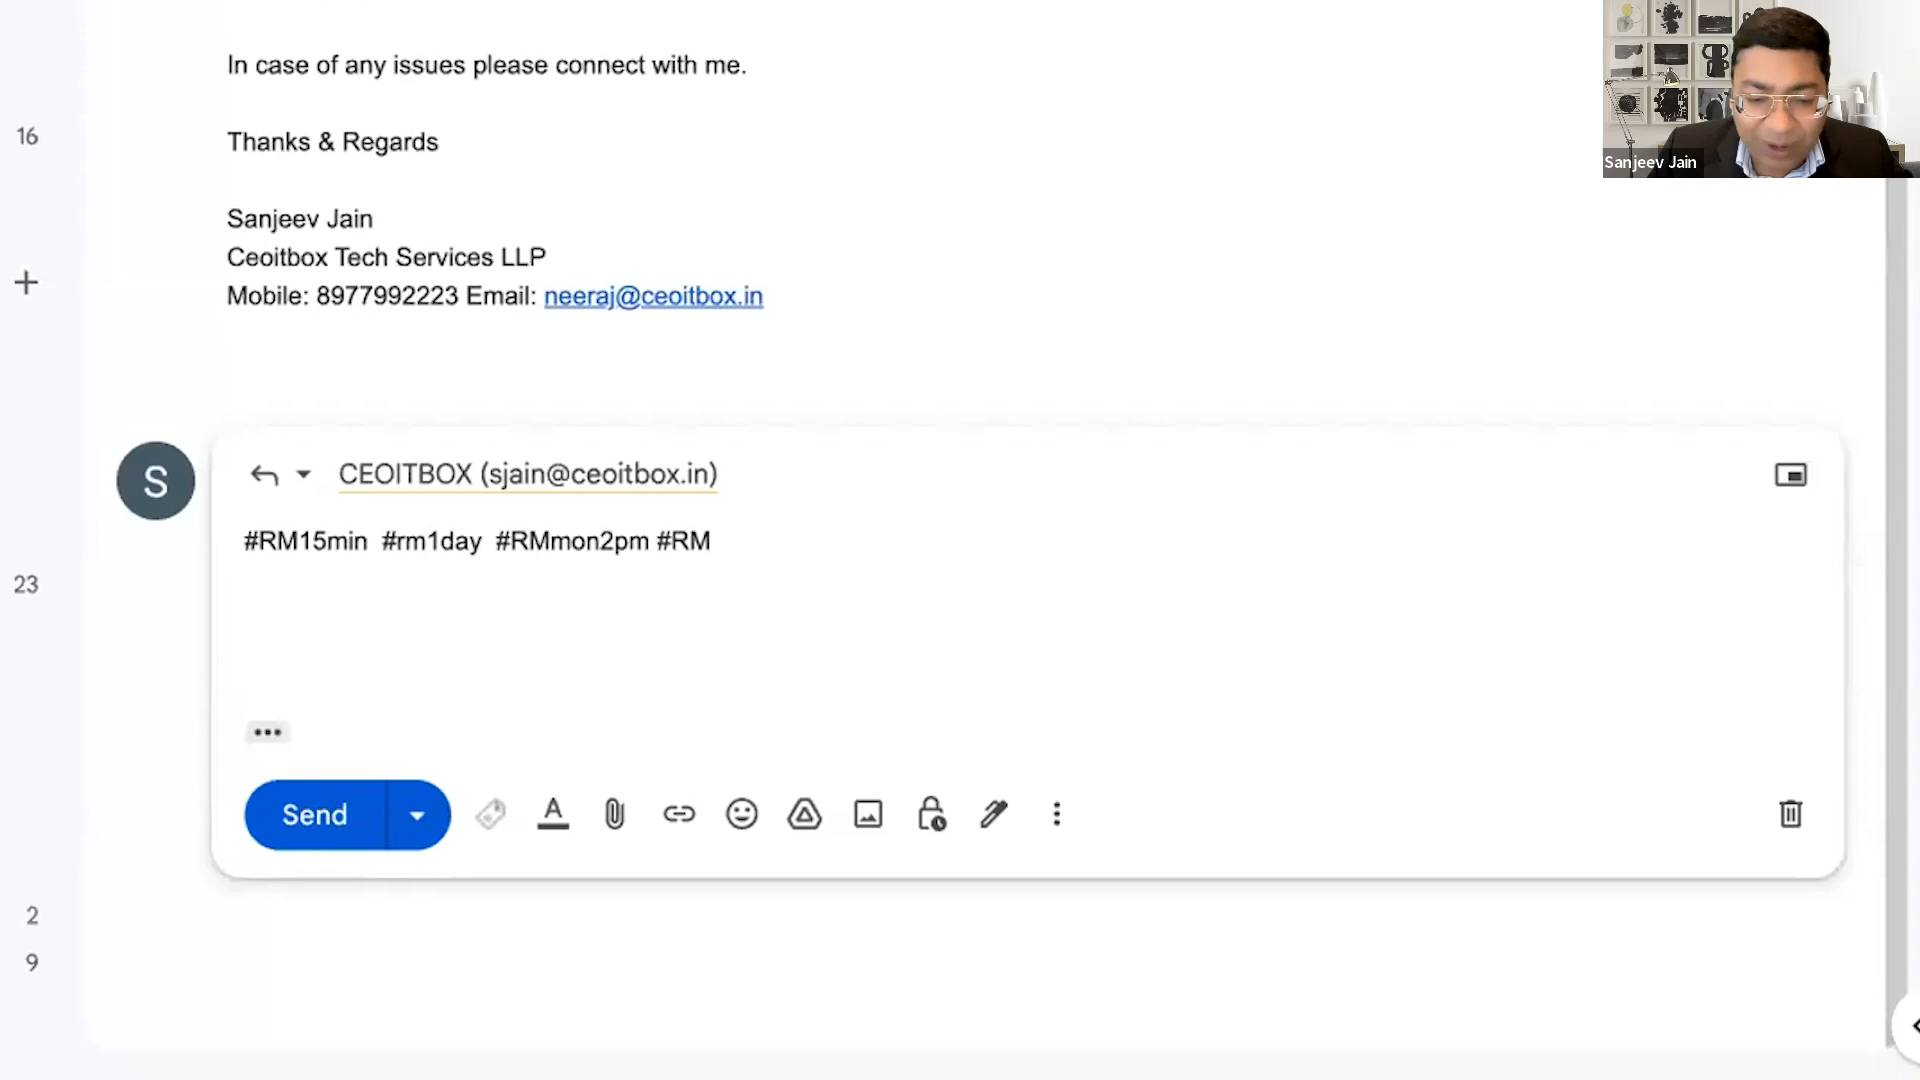 In case of any issues please connect with me.
Thanks & Regards
Sanjeev Jain
Ceoitbox Tech Services LLP
Mobile: 8977992223 Email: neeraj@ceoitbox.in
Sanjeev Jain
16
23
2
9
S
CEOITBOX (sjain@ceoitbox.in)
#RM15min #rm1day #RMmon2pm #RM
Send